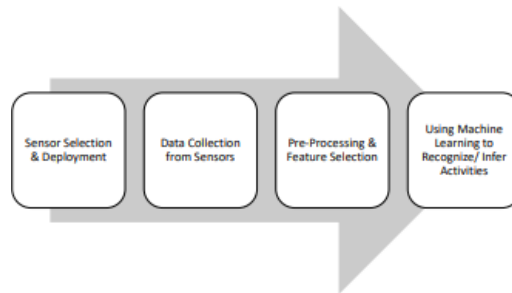 Sensor Selection
& Deployment
Data Collection
from Sensors
Pre-Processing &
Feature Selection
Using Machine
Learning to
Recognize/ Infer
Activities